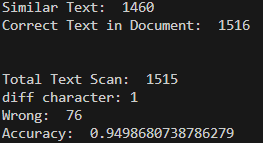 Similar Text:  1460
Correct Text in Document:  1516
Total Text Scan:  1515
diff character: 1
Wrong:  76
Accuracy:  0.9498680738786279